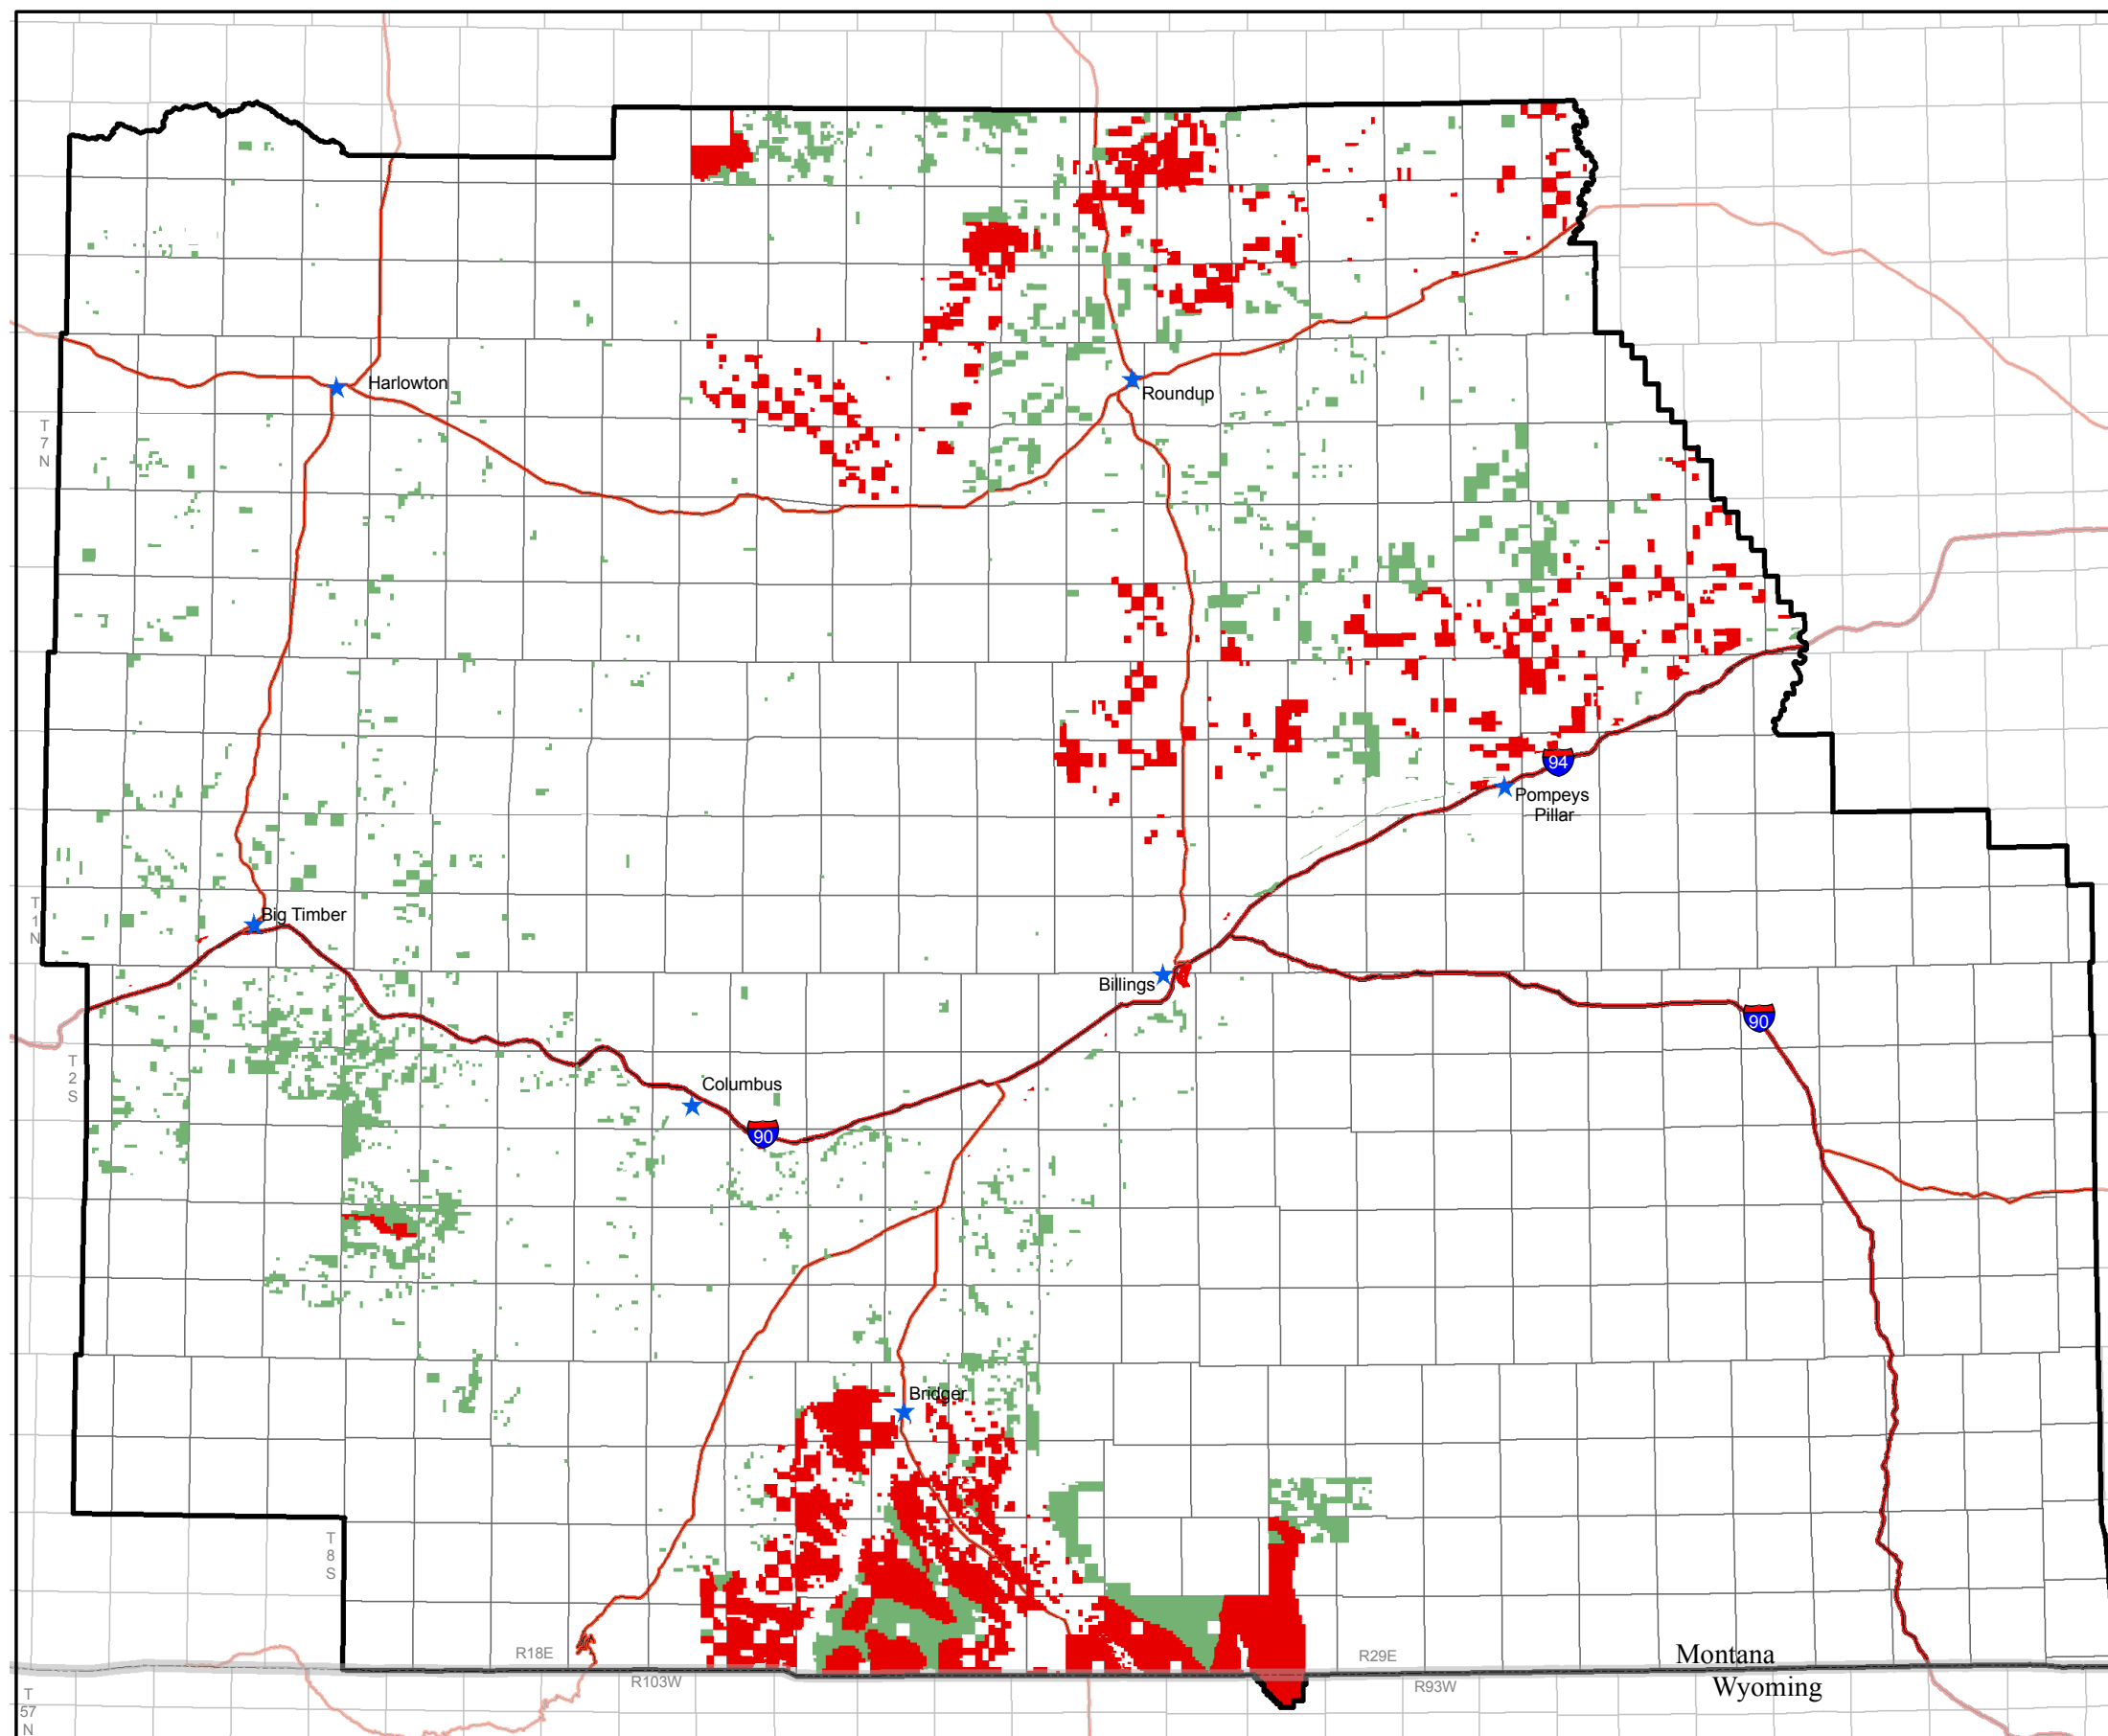 Harlowton
Roundup
T
7
N
94
Pompeys
Pillar
T
1
N
Big Timber
Billings
90
T
2
S
Columbus
90
Bridger
T
8
S
R18E
R29E
Montana
R103W
R93W
Wyoming
T
57
N